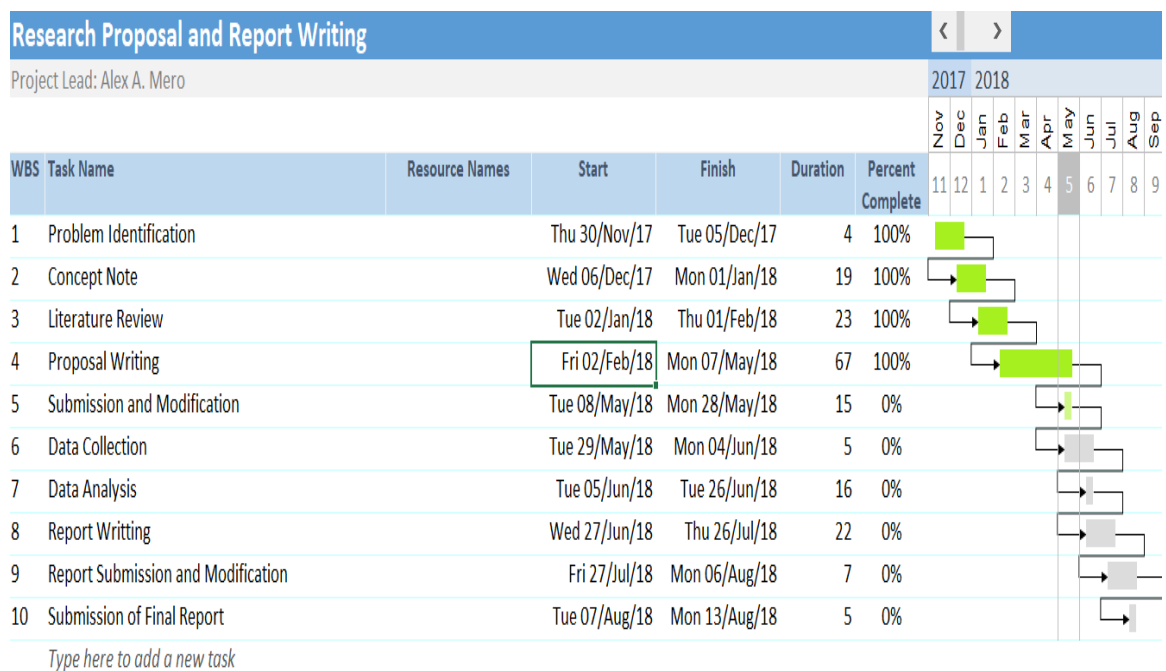 Research Proposal and Report Writing
Project Lead: Alex A. Mero
2017 2018
Nov Dec Jan Feb Mar Apr May Jun Jul Aug Sep
WBS Task Name Resource Names Start Finish Duration Percent Complete 11 12 1 2 3 4 5 6 7 8 9
1 Problem Identification Thu 30/Nov/17 Tue 05/Dec/17 4 100%
2 Concept Note Wed 06/Dec/17 Mon 01/Jan/18 19 100%
3 Literature Review Tue 02/Jan/18 Thu 01/Feb/18 23 100%
4 Proposal Writing Fri 02/Feb/18 Mon 07/May/18 67 100%
5 Submission and Modification Tue 08/May/18 Mon 28/May/18 15 0%
6 Data Collection Tue 29/May/18 Mon 04/Jun/18 5 0%
7 Data Analysis Tue 05/Jun/18 Tue 26/Jun/18 16 0%
8 Report Writting Wed 27/Jun/18 Thu 26/Jul/18 22 0%
9 Report Submission and Modification Fri 27/Jul/18 Mon 06/Aug/18 7 0%
10 Submission of Final Report Tue 07/Aug/18 Mon 13/Aug/18 5 0%
Type here to add a new task